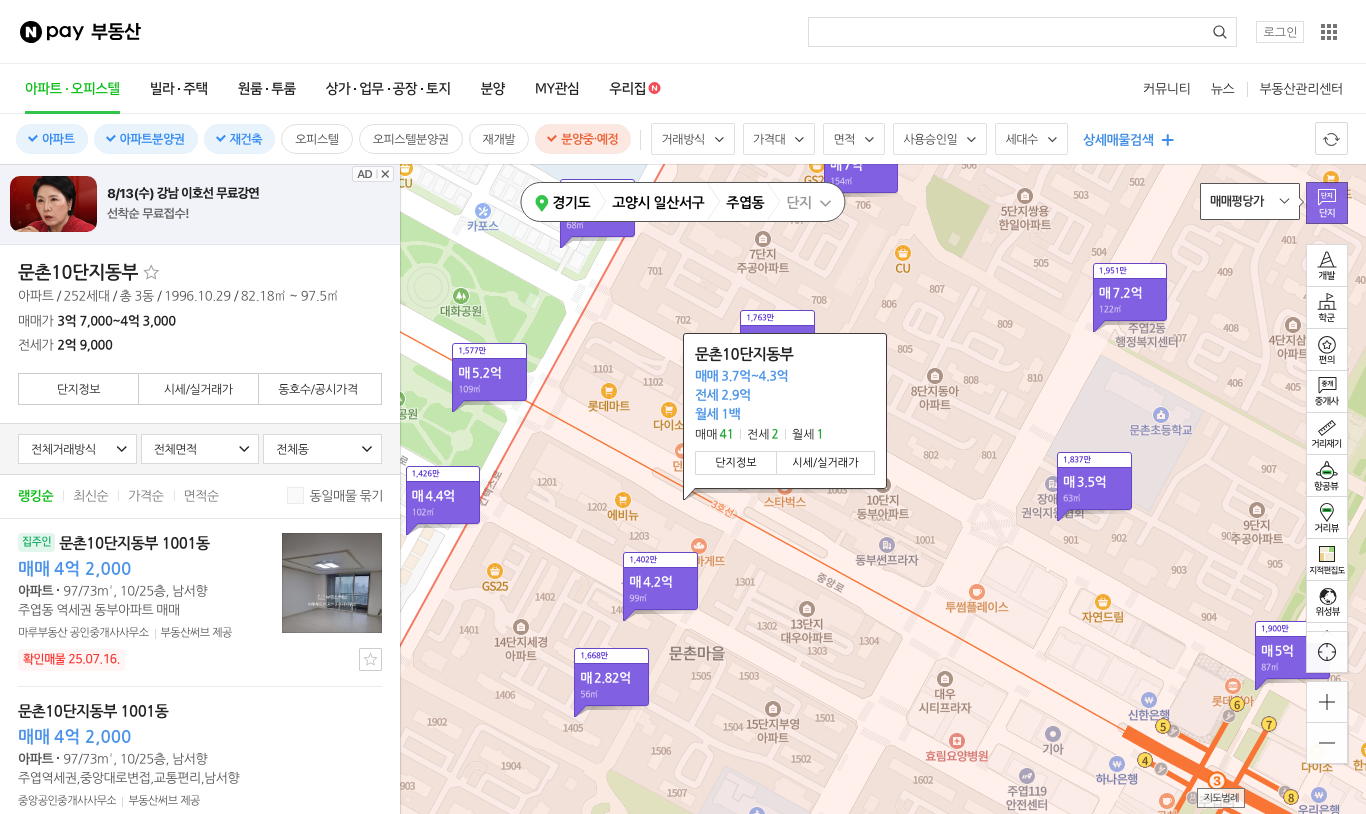 N pay 부동산
로그인
아파트·오피스텔 빌라·주택 원룸·투룸 상가·업무·공장·토지 분양 MY관심 우리집 N 커뮤니티 뉴스 부동산관리센터
아파트 아파트분양권 재건축 오피스텔 오피스텔분양권 재개발 분양중·예정 거래방식 가격대 면적 사용승인일 세대수 상세매물검색
AD
8/13(수) 강남 이호선 무료강연
선착순 무료접수!
문촌10단지동부
아파트 / 252세대 / 총 3동 / 1996.10.29 / 82.18㎡ ~ 97.5㎡
매매가 3억 7,000~4억 3,000
전세가 2억 9,000
단지정보 시세/실거래가 동호수/공시가격
전체거래방식 전체면적 전체동
랭킹순 최신순 가격순 면적순 동일매물 묶기
집주인 문촌10단지동부 1001동
매매 4억 2,000
아파트 · 97/73㎡, 10/25층, 남서향
주엽동 역세권 동부아파트 매매
마루부동산 공인중개사사무소 부동산써브 제공
확인매물 25.07.16.
문촌10단지동부 1001동
매매 4억 2,000
아파트 · 97/73㎡, 10/25층, 남서향
주엽역세권,중앙대로변접,교통편리,남서향
중앙공인중개사사무소 부동산써브 제공
CU
GS2
매7억
154㎡
경기도 고양시 일산서구 주엽동 단지
68㎡
카포스
503
502
5단지쌍용
한일아파트
501
매매평당가
단지
단지
7단지
주공아파트
CU
504
505
409
701
708
706
806
807
1,951만
매7.2억
122㎡
대화공원
702
1,763만
809
주엽2동
행정복지센터
407
408
4단지삼
아파트
805
1,577만
매5.2억
109㎡
1101
1102
롯데마트
다이소
공원
8단지동아
아파트
803
406
405
문촌초등학교
문촌10단지동부
매매 3.7억~4.3억
전세 2.9억
월세 1백
매매 41 전세 2 월세 1
단지정보 시세/실거래가
1,426만
매4.4억
102㎡
1201
1202
에비뉴
1203
스타벅스
3호선
10단지
동부아파트
1,837만
매3.5억
63㎡
907
905
9단지
주공아파트
901
902
1001
동부썬프라자
GS25
1,402만
매4.2억
99㎡
1301
중앙로
투썸플레이스
자연드림
1401
1403
14단지세경
아파트
1302
13단지
대우아파트
1304
1303
문촌마을
1503
1,668만
매2.82억
56㎡
1406
1405
대우
시티프라자
1,900만
매5억
87㎡
1902
1504
15단지부영
아파트
1501
1506
1904
903
1507
효림요양병원
기아
1602
주엽119
안전센터
신한은행
하나은행
우리은행
다이소
5
4
6
7
3
8
지도범례
개발
학군
편의
중개
중개사
거리재기
항공뷰
거리뷰
지적편집도
위성뷰